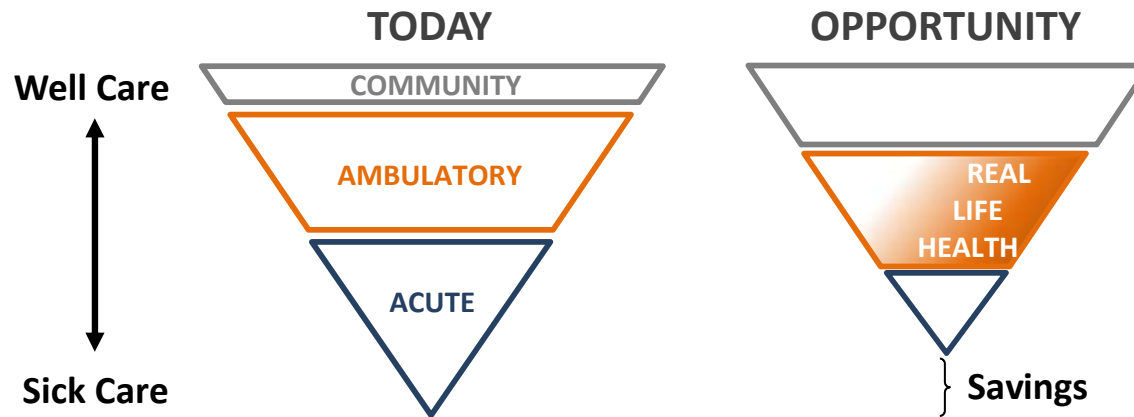 TODAY
OPPORTUNITY
Well Care
COMMUNITY
AMBULATORY
REAL
LIFE
HEALTH
ACUTE
Sick Care
Savings